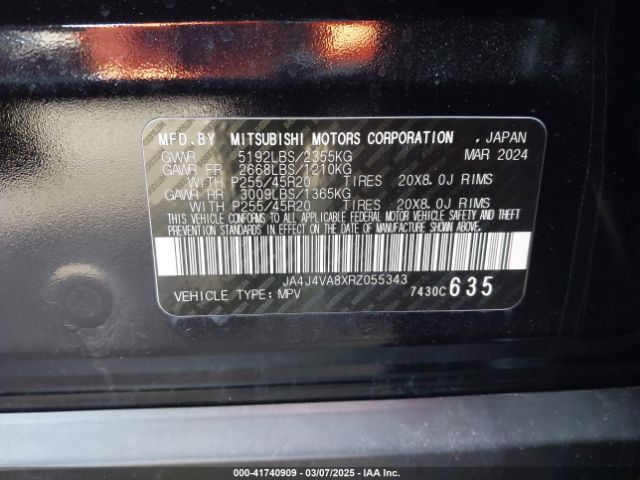 MFD.BY MITSUBISHI MOTORS CORPORATION , JAPAN
GVWR 5192LBS/2355KG MAR 2024
GAWR FR 2668LBS/1210KG
WITH P255/45R20 TIRES 20X8.0J RIMS
GAWR RR 3009LBS/1365KG
WITH P255/45R20 TIRES 20X8.0J RIMS
THIS VEHICLE CONFORMS TO ALL APPLICABLE FEDERAL MOTOR VEHICLE SAFETY AND THEFT
PREVENTION STANDARDS IN EFFECT ON THE DATE OF MANUFACTURE SHOWN ABOVE.
JA4J4VA8XRZ055343
VEHICLE TYPE: MPV 7430C 635
000-41740909 - 03/07/2025 - IAA Inc.